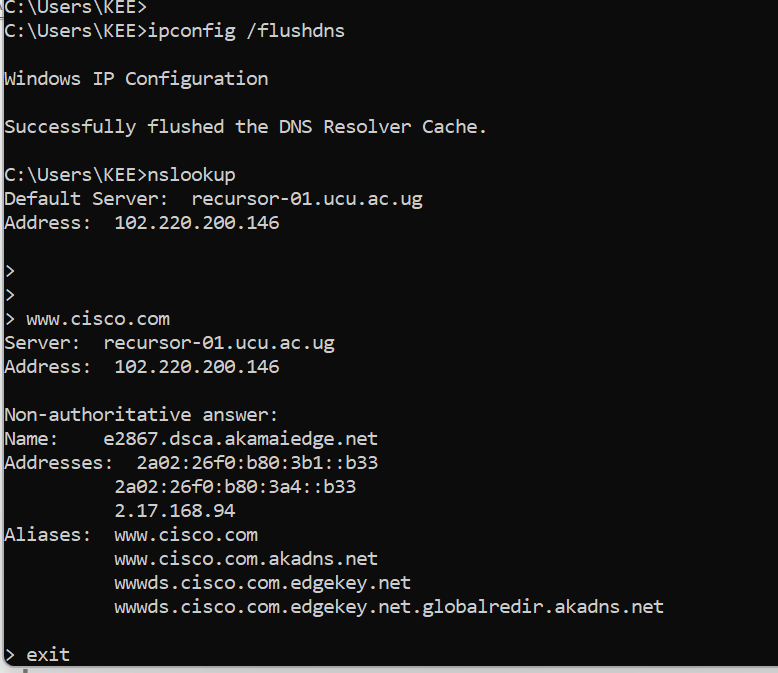 C:\Users\KEE>
C:\Users\KEE>ipconfig /flushdns
Windows IP Configuration
Successfully flushed the DNS Resolver Cache.
C:\Users\KEE>nslookup
Default Server:  recursor-01.ucu.ac.ug
Address:  102.220.200.146
>
>
> www.cisco.com
Server:  recursor-01.ucu.ac.ug
Address:  102.220.200.146
Non-authoritative answer:
Name:    e2867.dsca.akamaiedge.net
Addresses:  2a02:26f0:b80:3b1::b33
          2a02:26f0:b80:3a4::b33
          2.17.168.94
Aliases:  www.cisco.com
          www.cisco.com.akadns.net
          wwwds.cisco.com.edgekey.net
          wwwds.cisco.com.edgekey.net.globalredir.akadns.net
> exit